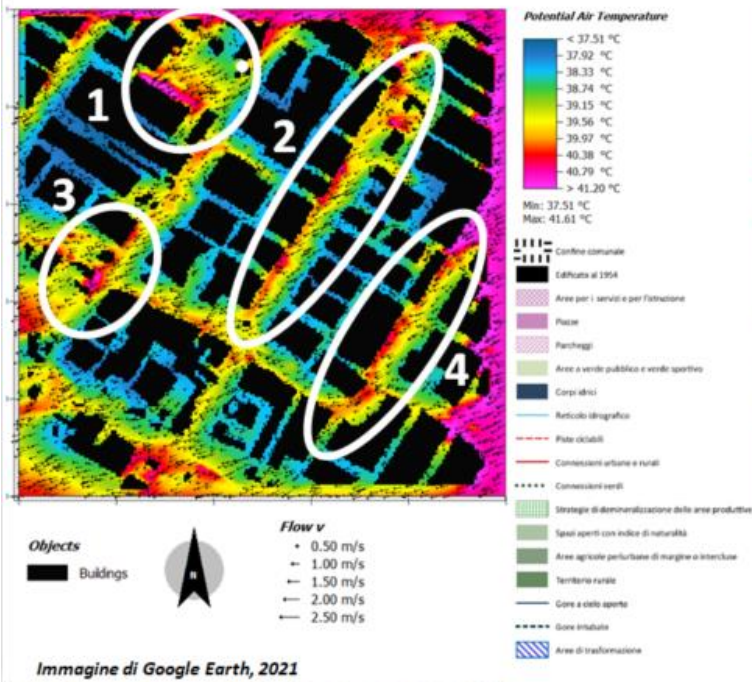 1
2
3
4
Potential Air Temperature
< 37.51 °C
37.92 °C
38.33 °C
38.74 °C
39.15 °C
39.56 °C
39.97 °C
40.38 °C
40.79 °C
> 41.20 °C
Min: 37.51 °C
Max: 41.61 °C
Confine comunale
Edificato al 1954
Aree per i servizi e per l'istruzione
Piazze
Parcheggi
Aree a verde pubblico e verde sportivo
Corpi idrici
Reticolo idrografico
Piste ciclabili
Connessioni urbane e rurali
Connessioni verdi
Strategie di demineralizzazione delle aree produttive
Spazi aperti con indice di naturalità
Aree agricole periurbane di margine o intercluse
Territorio rurale
Gore a cielo aperto
Gore intubate
Aree di trasformazione
Objects
Buildings
N
Flow v
0.50 m/s
1.00 m/s
1.50 m/s
2.00 m/s
2.50 m/s
Immagine di Google Earth, 2021